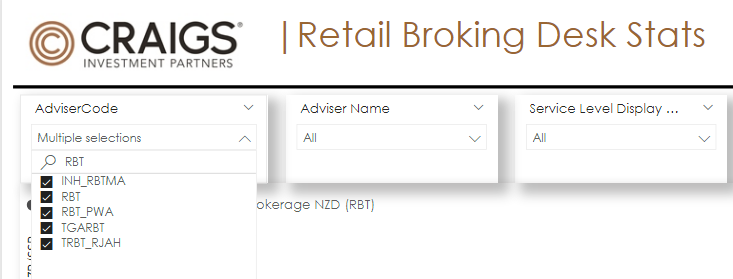 CRAIGS®
INVESTMENT PARTNERS
|Retail Broking Desk Stats
AdviserCode
Multiple selections
RBT
INH_RBTMA
RBT
RBT_PWA
TGARBT
TRBT_RJAH
Adviser Name
All
Service Level Display ...
All
okerage NZD (RBT)